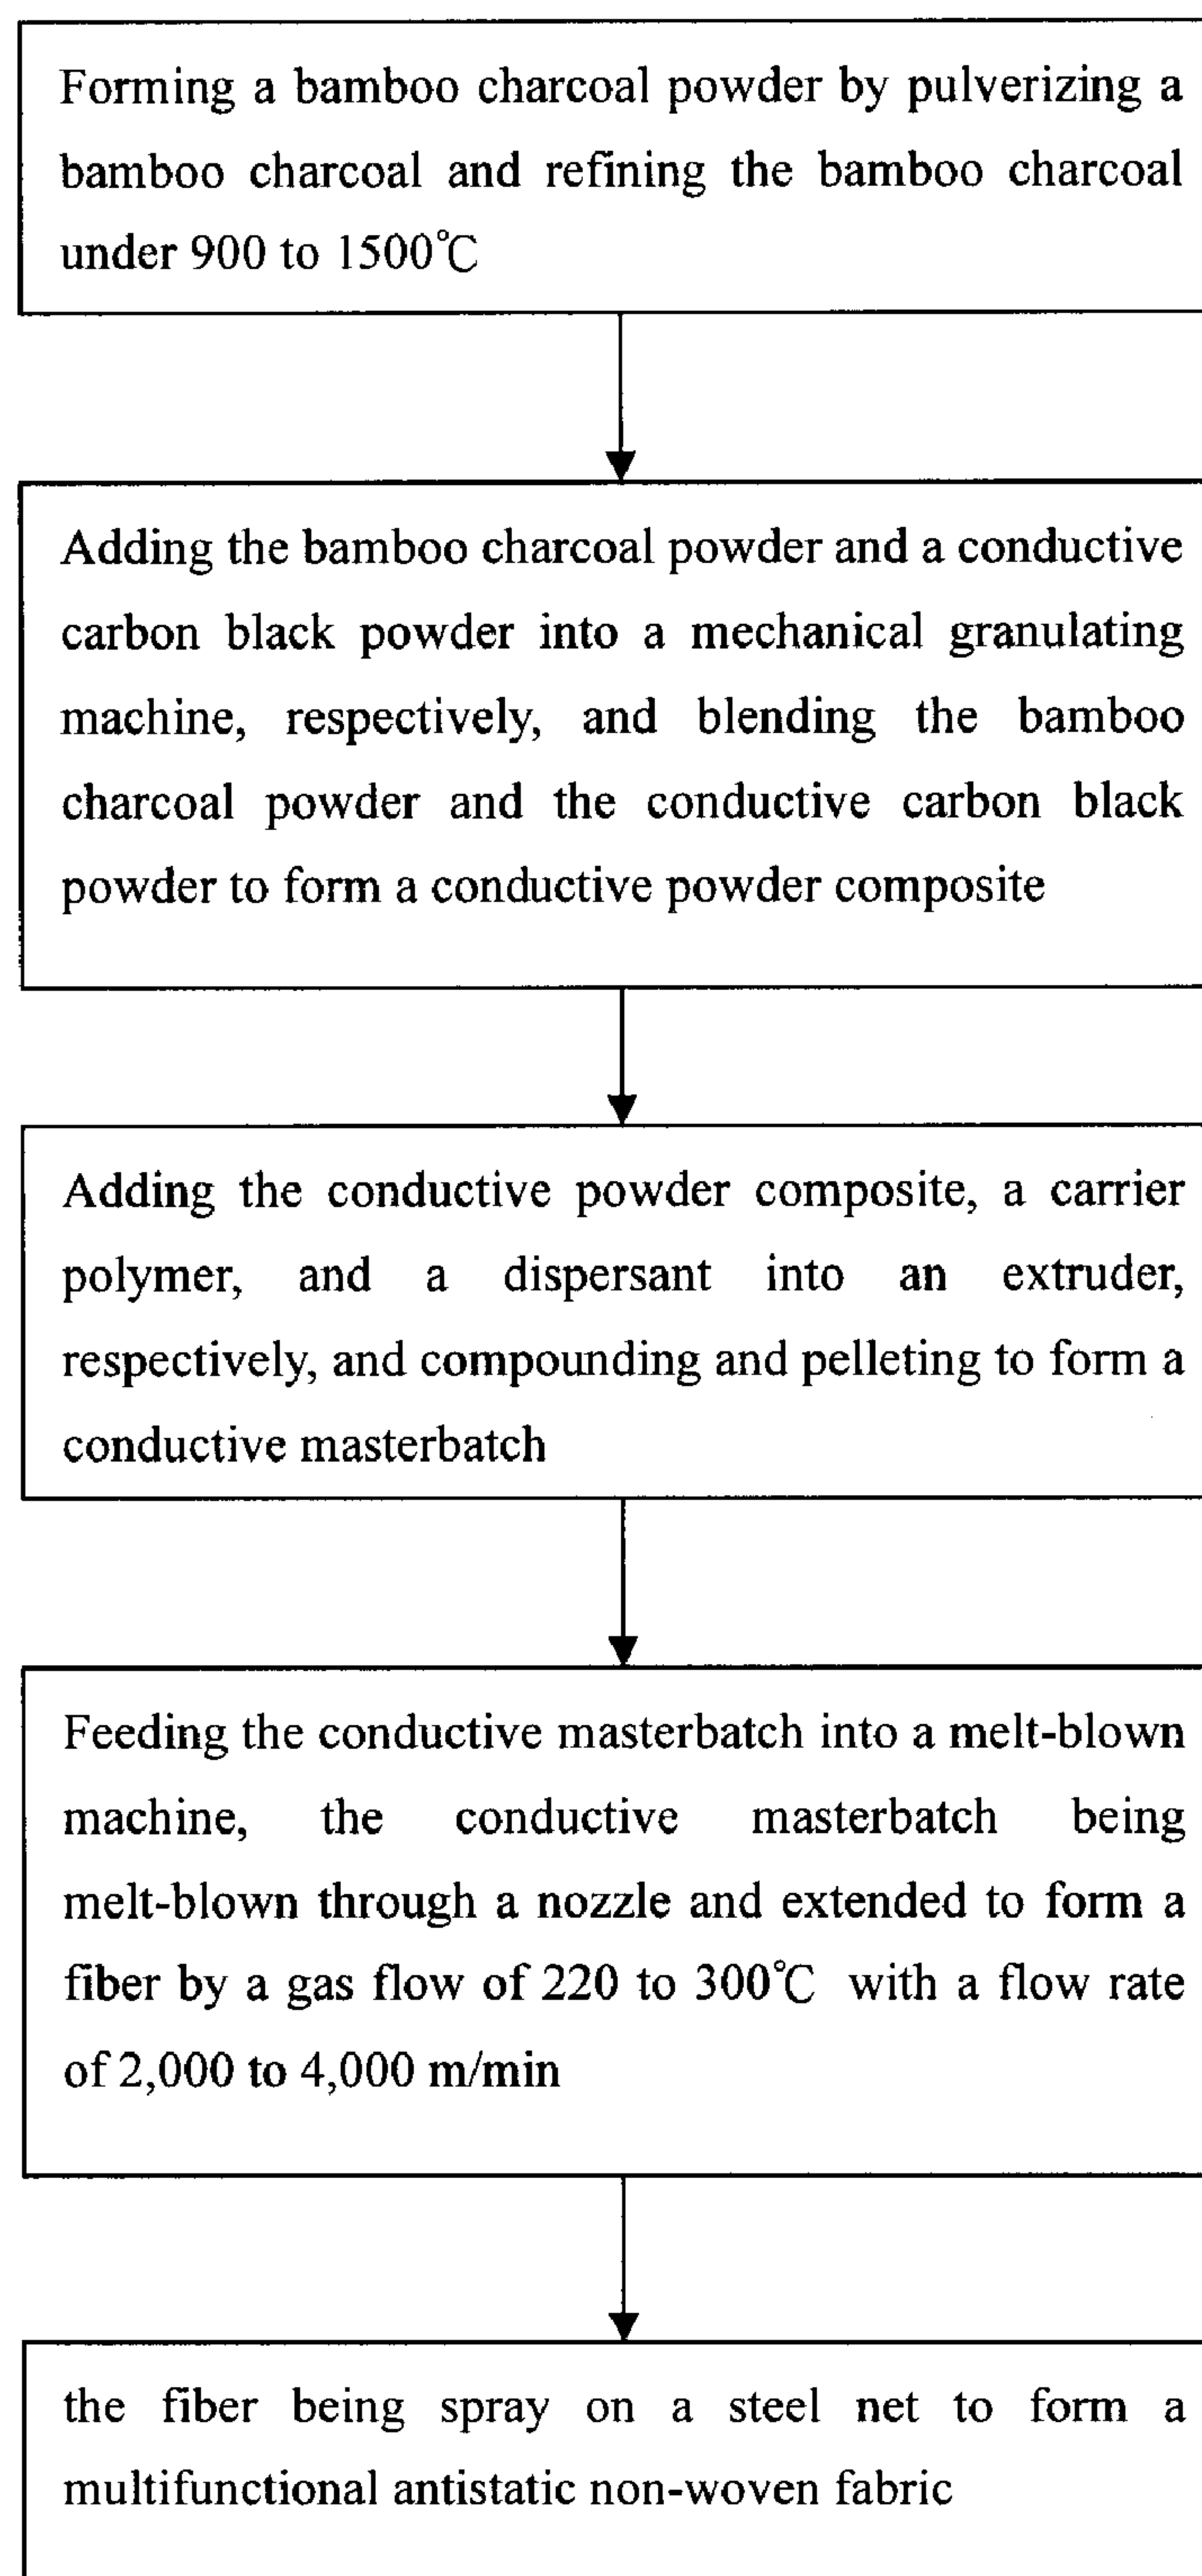 Forming a bamboo charcoal powder by pulverizing a
bamboo charcoal and refining the bamboo charcoal
under 900 to 1500℃
Adding the bamboo charcoal powder and a conductive
carbon black powder into a mechanical granulating
machine, respectively, and blending the bamboo
charcoal powder and the conductive carbon black
powder to form a conductive powder composite
Adding the conductive powder composite, a carrier
polymer, and a dispersant into an extruder,
respectively, and compounding and pelleting to form a
conductive masterbatch
Feeding the conductive masterbatch into a melt-blown
machine, the conductive masterbatch being
melt-blown through a nozzle and extended to form a
fiber by a gas flow of 220 to 300℃ with a flow rate
of 2,000 to 4,000 m/min
the fiber being spray on a steel net to form a
multifunctional antistatic non-woven fabric